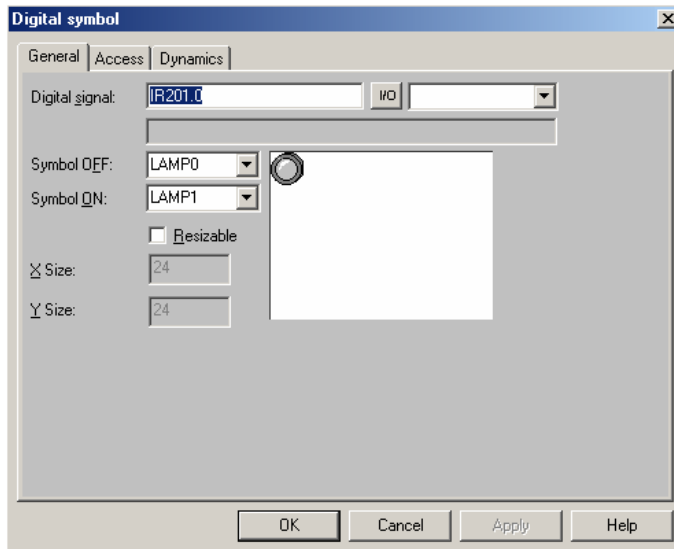 Digital symbol
General Access Dynamics
Digital signal: IR201.0 I/O
Symbol OFF: LAMP0
Symbol ON: LAMP1
Resizable
X Size: 24
Y Size: 24
OK Cancel Apply Help